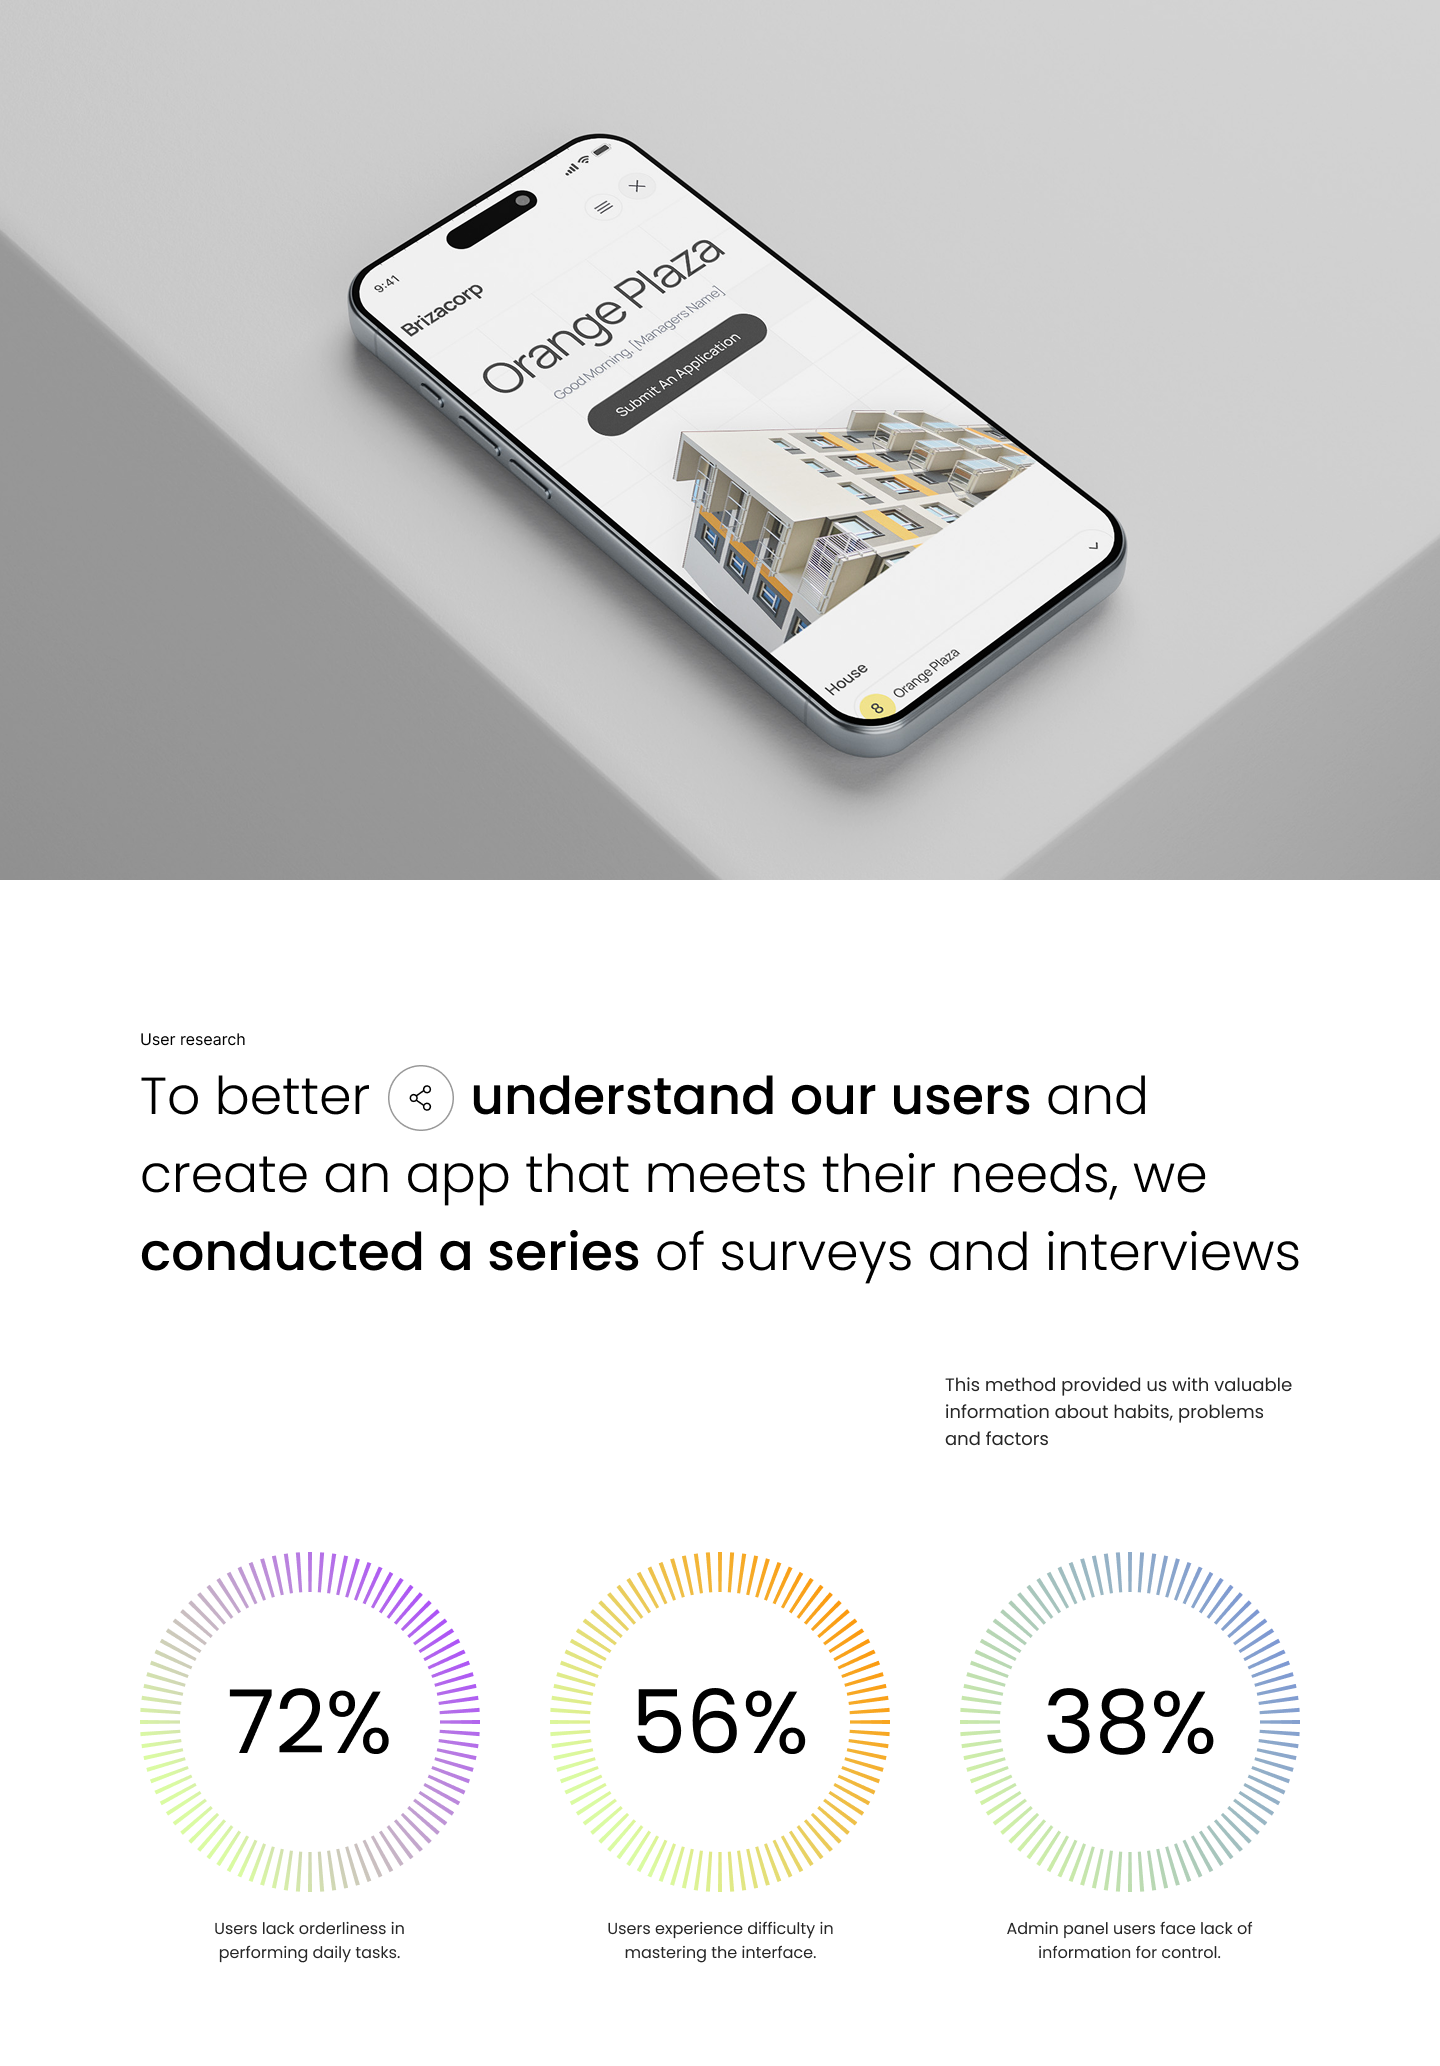 9:41
Brizacorp
Orange Plaza
Good Morning, [Managers Name]
Submit An Application
House
8
Orange Plaza
User research
To better understand our users and
create an app that meets their needs, we
conducted a series of surveys and interviews
This method provided us with valuable
information about habits, problems
and factors
72%
56%
38%
Users lack orderliness in
performing daily tasks.
Users experience difficulty in
mastering the interface.
Admin panel users face lack of
information for control.